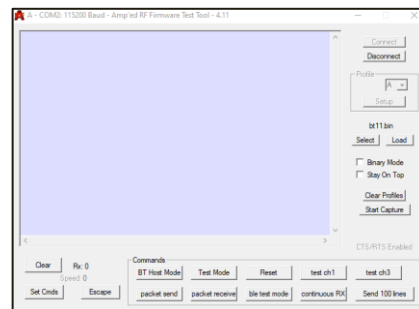 A - COM2: 115200 Baud - Amp'ed RF Firmware Test Tool - 4.11
Connect
Disconnect
Profile
A
Setup
bt11.bin
Select Load
Binary Mode
Stay On Top
Clear Profiles
Start Capture
CTS/RTS Enabled
Clear Rx: 0
Speed: 0
Set Cmds Escape
Commands
BT Host Mode Test Mode Reset test ch1 test ch3
packet send packet receive ble test mode continuous RX Send 100 lines